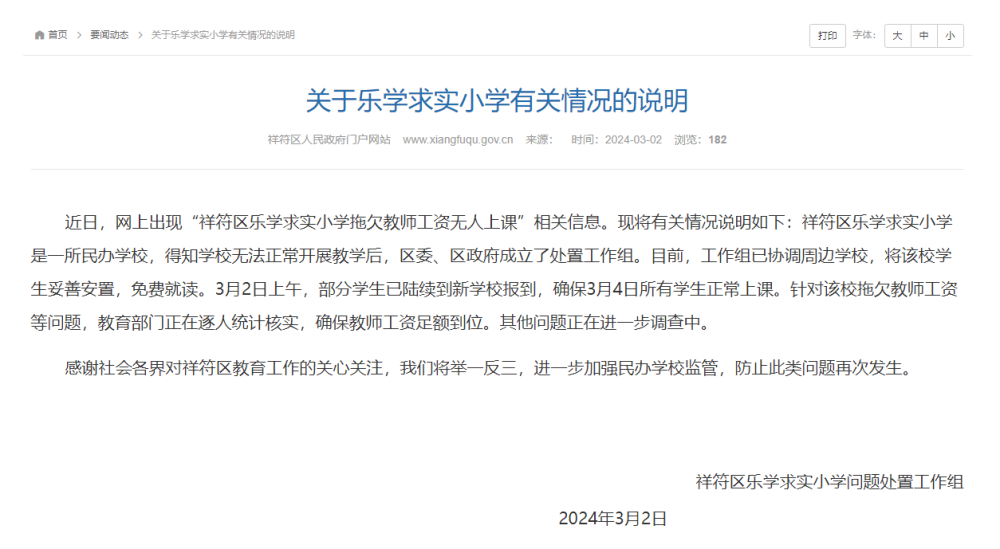 首页 > 要闻动态 > 关于乐学求实小学有关情况的说明 打印 字体： 大 中 小
关于乐学求实小学有关情况的说明
祥符区人民政府门户网站 www.xiangfuqu.gov.cn 来源： 时间：2024-03-02 浏览：182
近日，网上出现“祥符区乐学求实小学拖欠教师工资无人上课”相关信息。现将有关情况说明如下：祥符区乐学求实小学
是一所民办学校，得知学校无法正常开展教学后，区委、区政府成立了处置工作组。目前，工作组已协调周边学校，将该校学
生妥善安置，免费就读。3月2日上午，部分学生已陆续到新学校报到，确保3月4日所有学生正常上课。针对该校拖欠教师工资
等问题，教育部门正在逐人统计核实，确保教师工资足额到位。其他问题正在进一步调查中。
感谢社会各界对祥符区教育工作的关心关注，我们将举一反三，进一步加强民办学校监管，防止此类问题再次发生。
祥符区乐学求实小学问题处置工作组
2024年3月2日